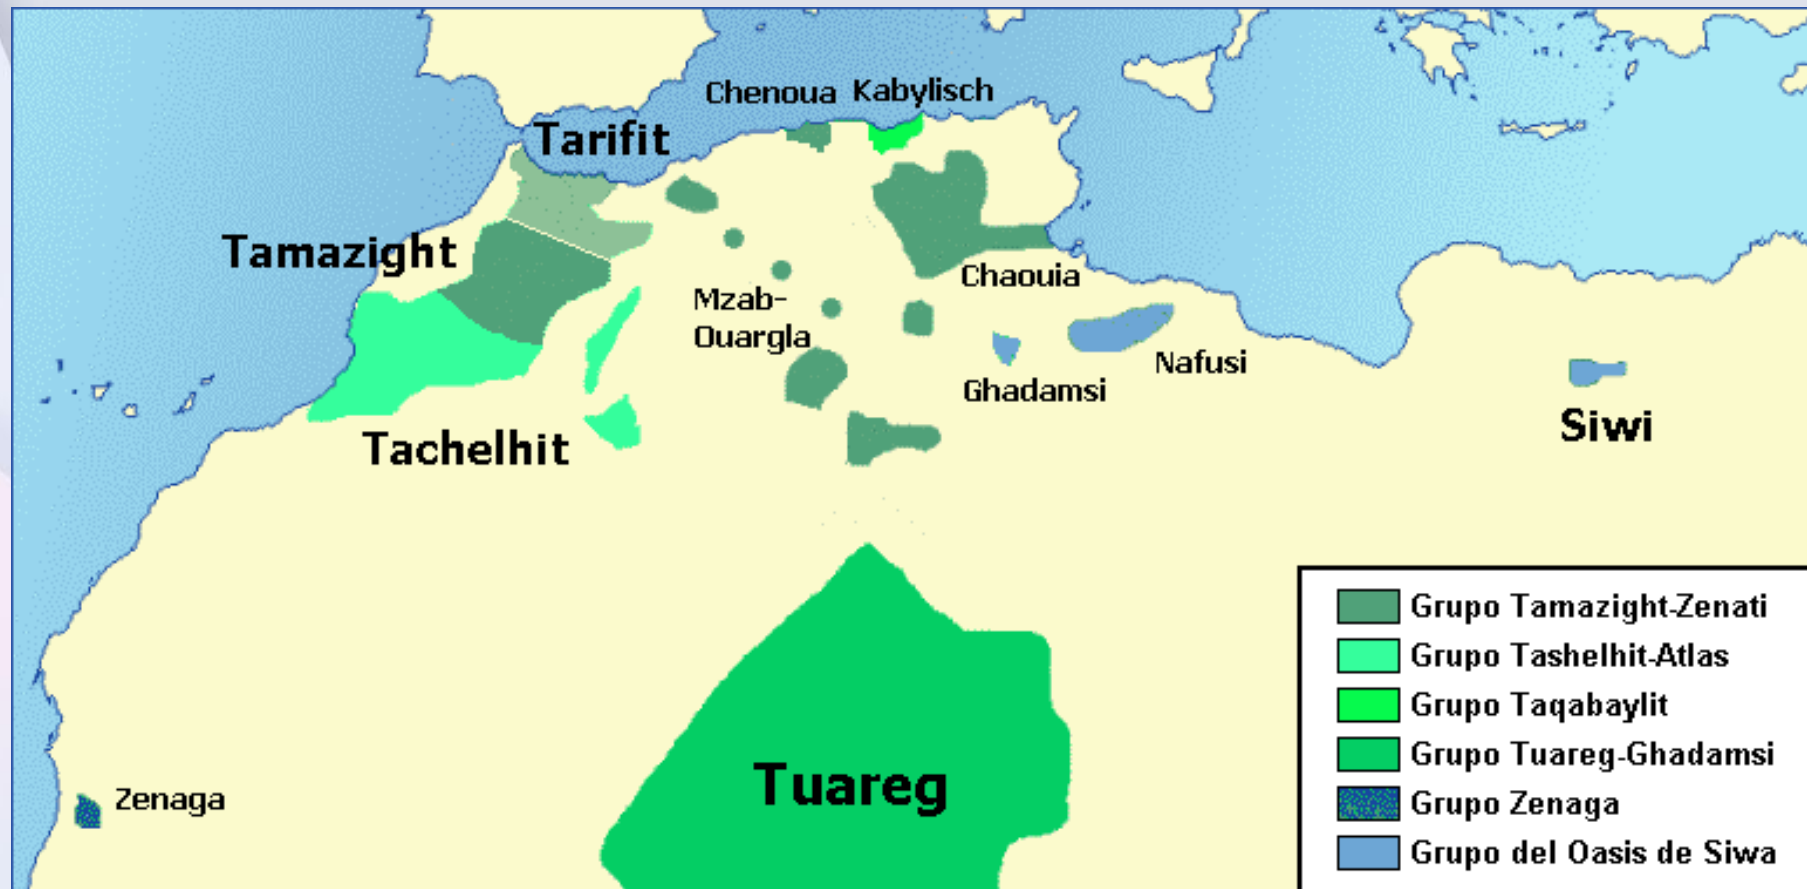 Chenoua Kabylisch
Tarifit
Tamazight
Chaouia
Mzab-
Ouargla
Nafusi
Ghadamsi
Siwi
Tachelhit
Tuareg
Zenaga
Grupo Tamazight-Zenati
Grupo Tashelhit-Atlas
Grupo Taqabaylit
Grupo Tuareg-Ghadamsi
Grupo Zenaga
Grupo del Oasis de Siwa